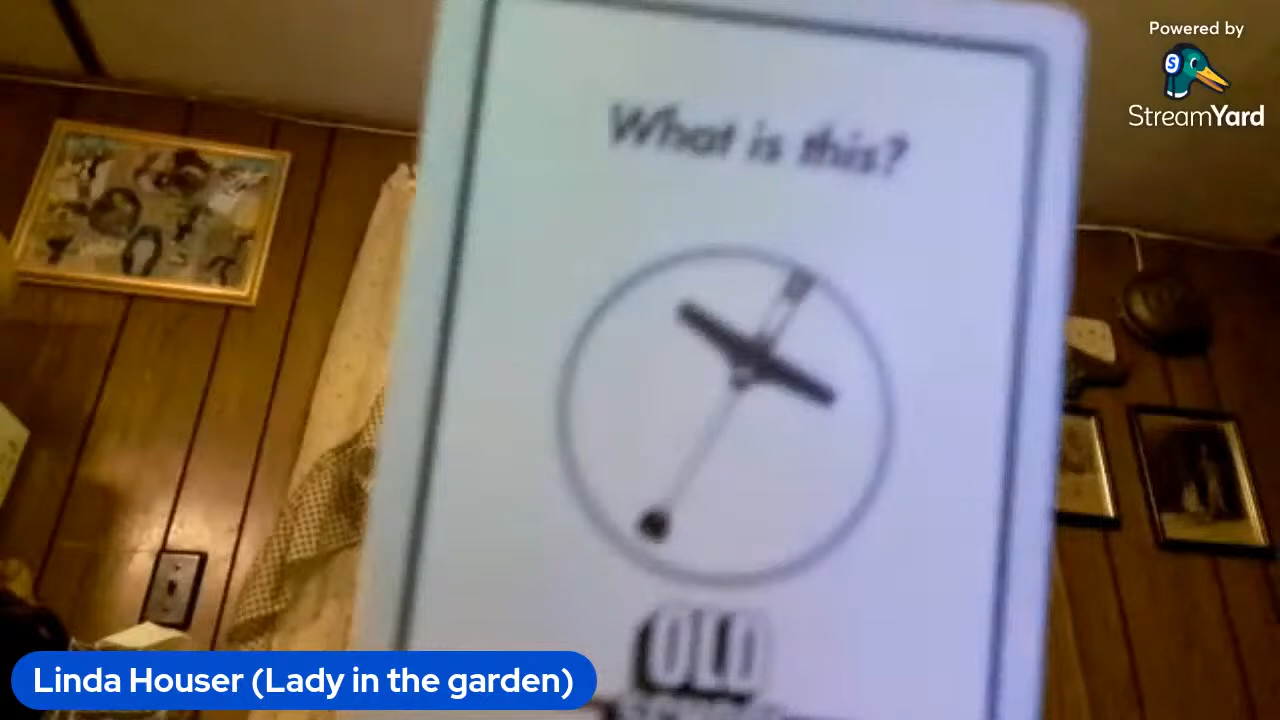 Powered by
StreamYard
What is this?
OLD
Linda Houser (Lady in the garden)